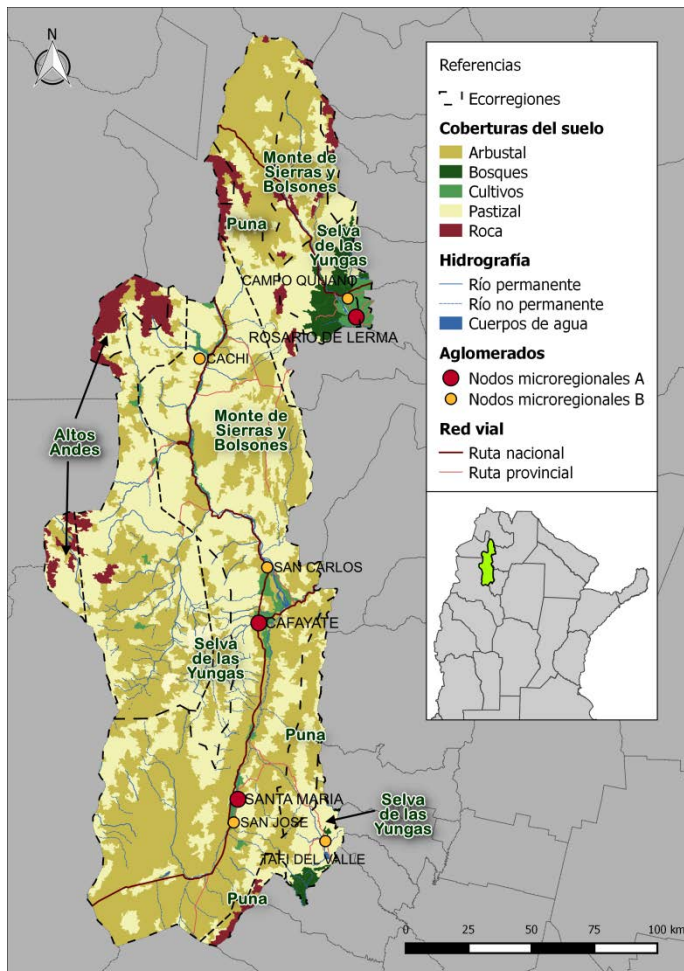 N
Monte de
Sierras y
Bolsones
Puna
Selva
de las
Yungas
CAMPO QUIJANO
ROSARIO DE LERMA
CACHI
Monte de
Sierras y
Bolsones
Altos
Andes
SAN CARLOS
CAFAYATE
Selva
de las
Yungas
Puna
SANTA MARIA
SAN JOSE
Selva
de las
Yungas
TAFI DEL VALLE
Puna
Referencias
Ecorregiones
Coberturas del suelo
Arbustal
Bosques
Cultivos
Pastizal
Roca
Hidrografía
Río permanente
Río no permanente
Cuerpos de agua
Aglomerados
Nodos microregionales A
Nodos microregionales B
Red vial
Ruta nacional
Ruta provincial
0 25 50 75 100 km